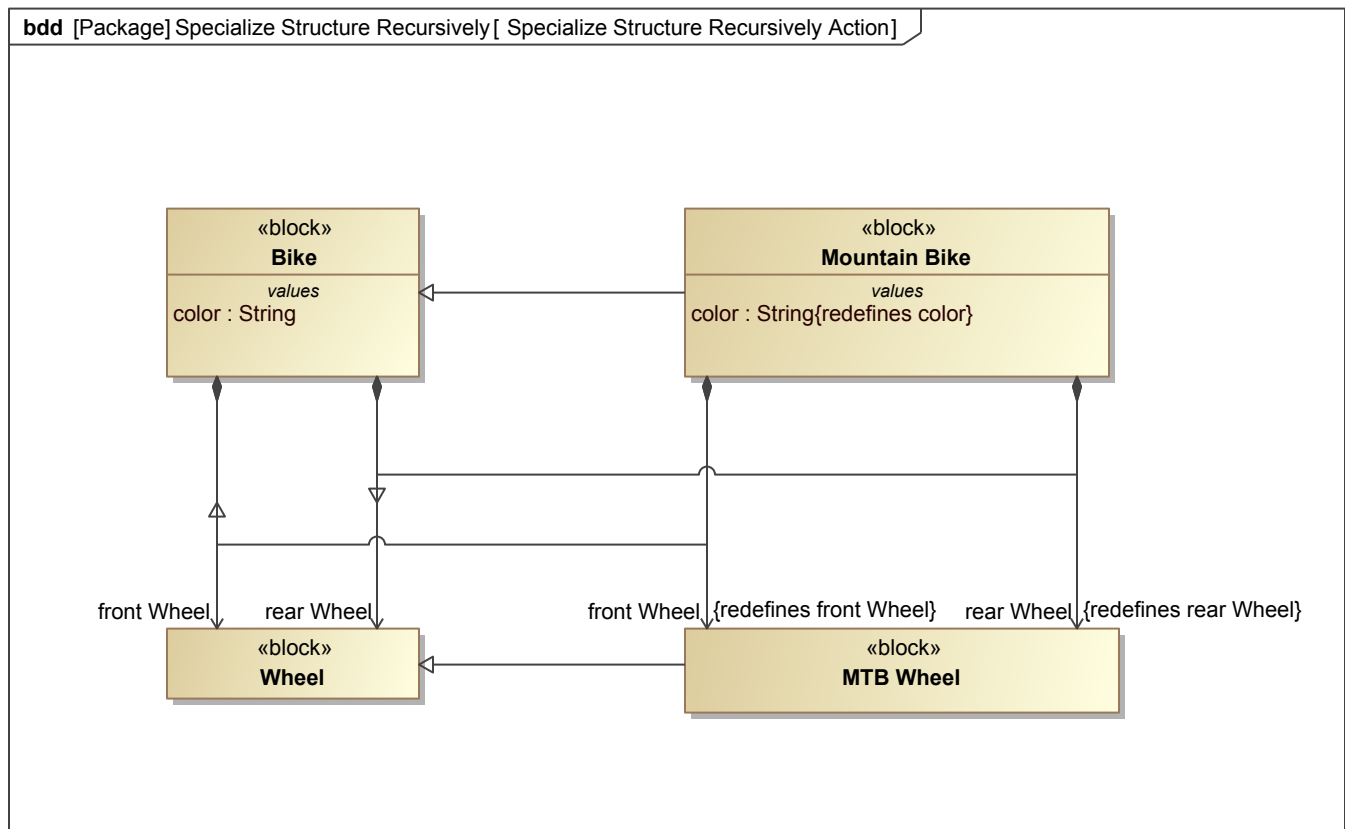 bdd [Package] Specialize Structure Recursively[ Specialize Structure Recursively Action]
«block»
Bike
values
color : String
«block»
Mountain Bike
values
color : String{redefines color}
front Wheel
rear Wheel
front Wheel
{redefines front Wheel}
rear Wheel
{redefines rear Wheel}
«block»
Wheel
«block»
MTB Wheel